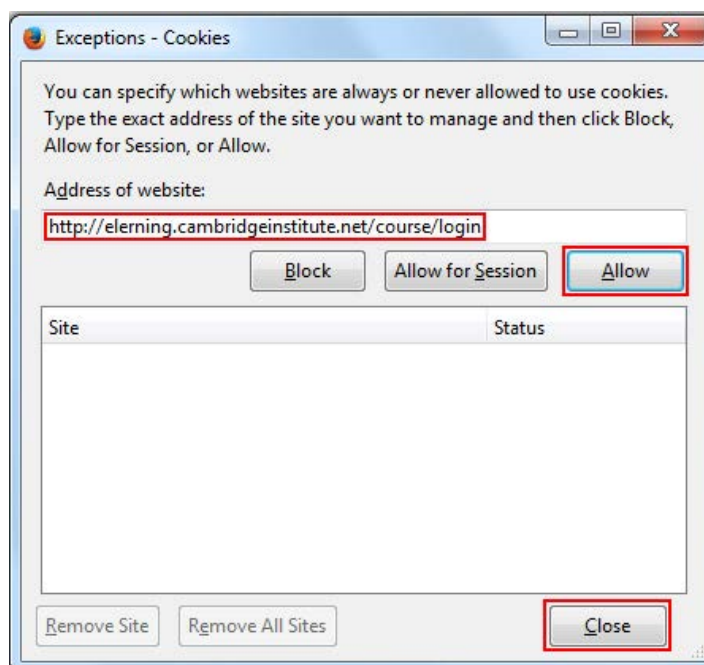 Exceptions - Cookies
You can specify which websites are always or never allowed to use cookies.
Type the exact address of the site you want to manage and then click Block,
Allow for Session, or Allow.
Address of website:
http://elerning.cambridgeinstitute.net/course/login
Block Allow for Session Allow
Site Status
Remove Site Remove All Sites Close